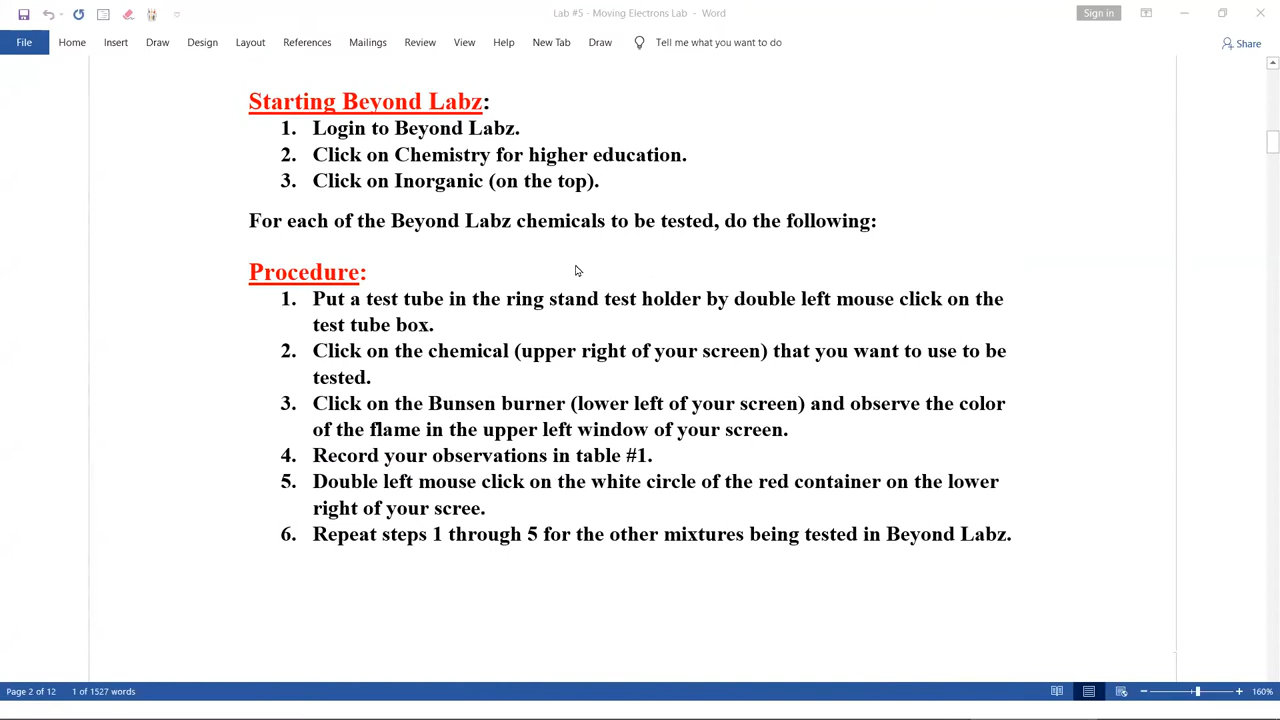 Lab #5 - Moving Electrons Lab - Word
Sign in
File Home Insert Draw Design Layout References Mailings Review View Help New Tab Draw Tell me what you want to do Share
Starting Beyond Labz:
1. Login to Beyond Labz.
2. Click on Chemistry for higher education.
3. Click on Inorganic (on the top).
For each of the Beyond Labz chemicals to be tested, do the following:
Procedure:
1. Put a test tube in the ring stand test holder by double left mouse click on the
test tube box.
2. Click on the chemical (upper right of your screen) that you want to use to be
tested.
3. Click on the Bunsen burner (lower left of your screen) and observe the color
of the flame in the upper left window of your screen.
4. Record your observations in table #1.
5. Double left mouse click on the white circle of the red container on the lower
right of your scree.
6. Repeat steps 1 through 5 for the other mixtures being tested in Beyond Labz.
Page 2 of 12 1 of 1527 words 160%